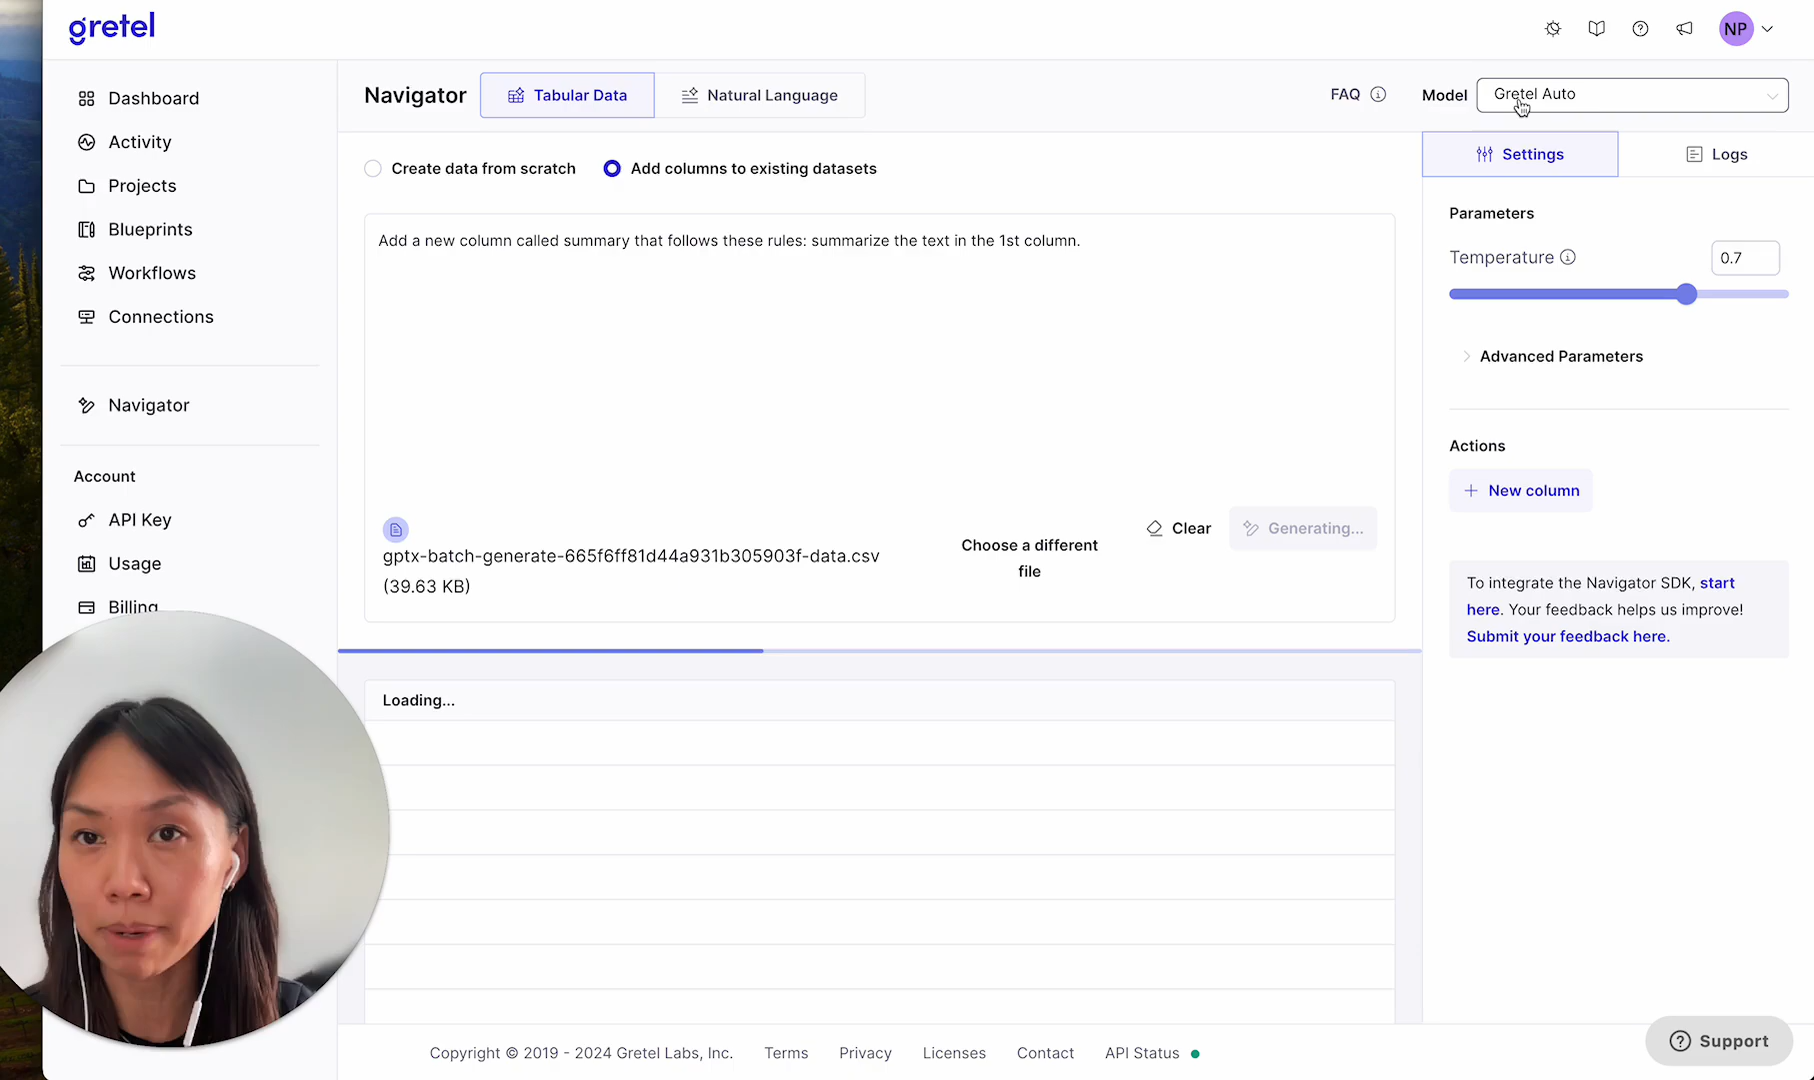 gretel
NP
Dashboard
Activity
Projects
Blueprints
Workflows
Connections
Navigator
Account
API Key
Usage
Billing
Navigator
Tabular Data
Natural Language
FAQ
Model
Gretel Auto
Create data from scratch
Add columns to existing datasets
Add a new column called summary that follows these rules: summarize the text in the 1st column.
gptx-batch-generate-665f6ff81d44a931b305903f-data.csv
(39.63 KB)
Choose a different
file
Clear
Generating...
Loading...
Settings
Logs
Parameters
Temperature
0.7
Advanced Parameters
Actions
New column
To integrate the Navigator SDK, start
here. Your feedback helps us improve!
Submit your feedback here.
Copyright © 2019 - 2024 Gretel Labs, Inc.
Terms
Privacy
Licenses
Contact
API Status
Support